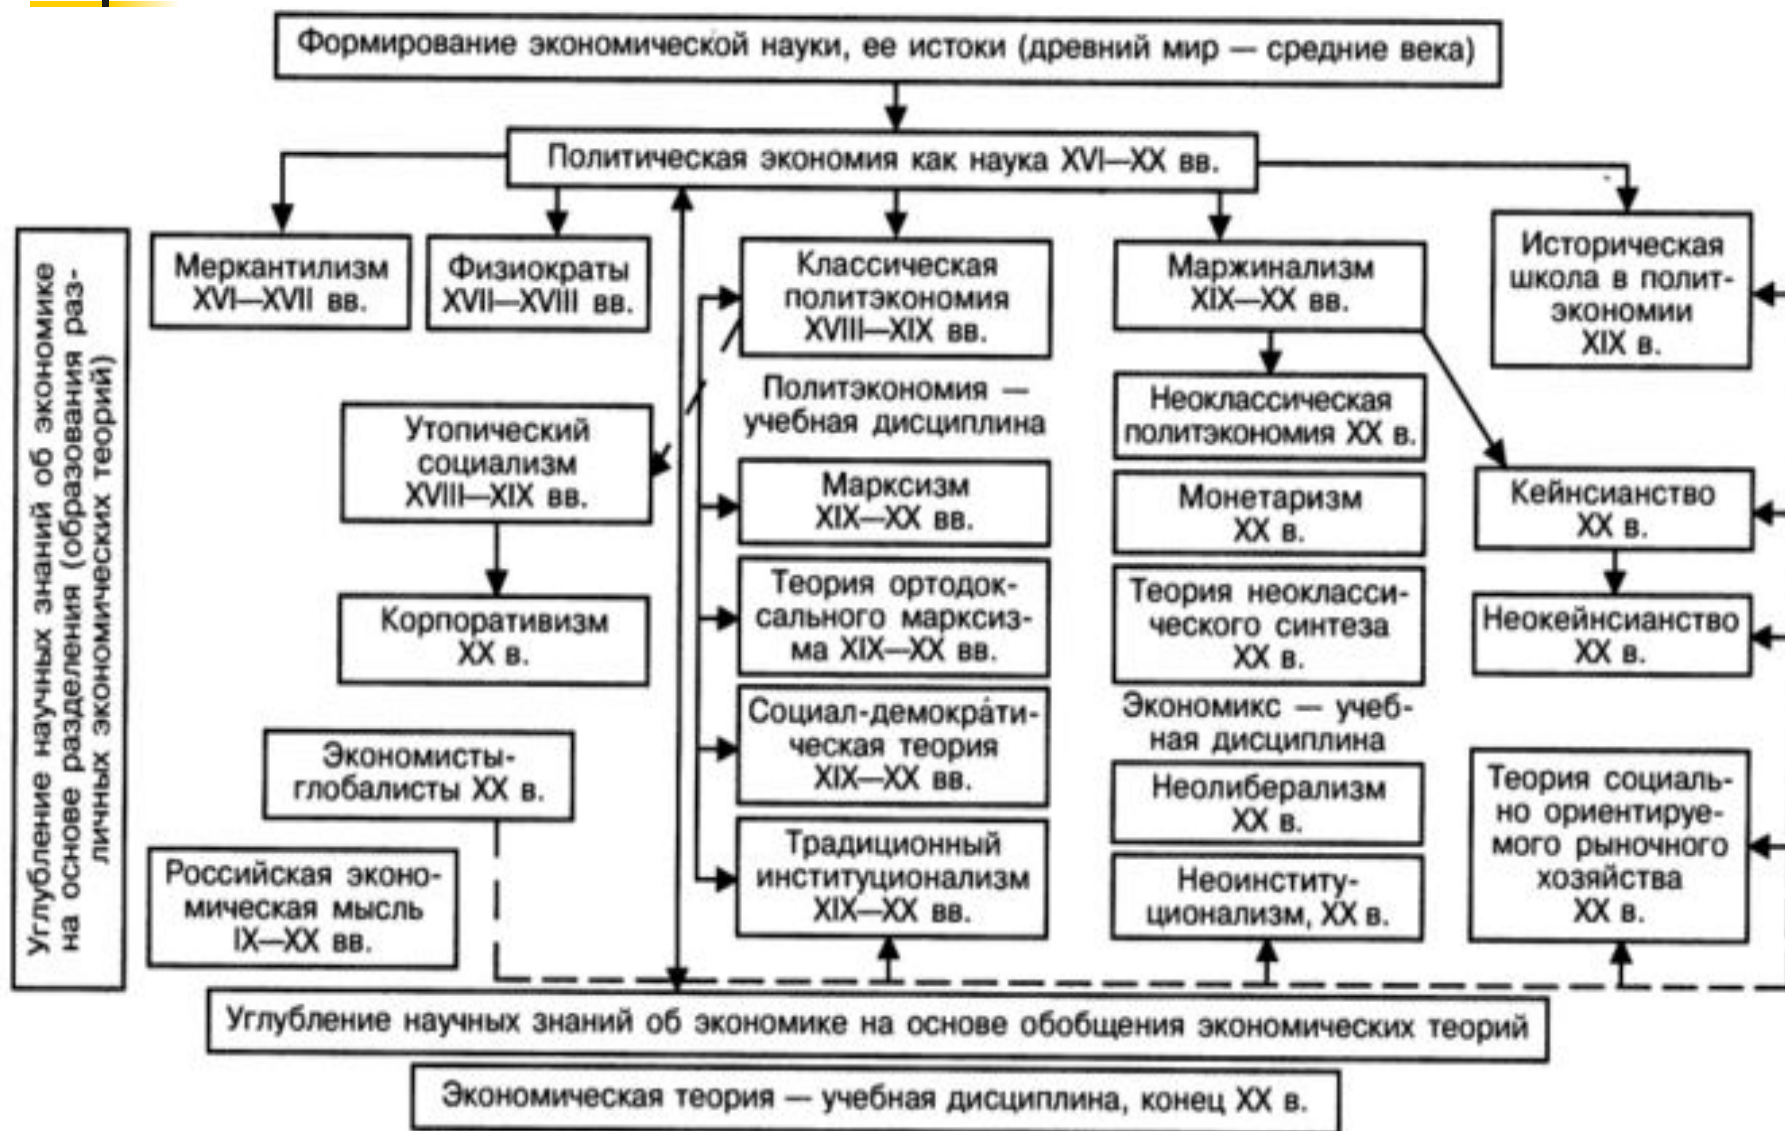 Формирование экономической науки, ее истоки (древний мир — средние века)
Политическая экономия как наука XVI—XX вв.
Углубление научных знаний об экономике
на основе разделения (образования раз-
личных экономических теорий)
Меркантилизм
XVI—XVII вв.
Физиократы
XVII—XVIII вв.
Классическая
политэкономия
XVIII—XIX вв.
Маржинализм
XIX—XX вв.
Историческая
школа в полит-
экономии
XIX в.
Политэкономия —
учебная дисциплина
Неоклассическая
политэкономия XX в.
Утопический
социализм
XVIII—XIX вв.
Марксизм
XIX—XX вв.
Монетаризм
XX в.
Кейнсианство
XX в.
Корпоративизм
XX в.
Теория ортодок-
сального марксиз-
ма XIX—XX вв.
Теория неокласси-
ческого синтеза
XX в.
Неокейнсианство
XX в.
Экономисты-
глобалисты XX в.
Социал-демократи-
ческая теория
XIX—XX вв.
Экономикс — учеб-
ная дисциплина
Неолиберализм
XX в.
Теория социаль-
но ориентируе-
мого рыночного
хозяйства
XX в.
Российская эконо-
мическая мысль
IX—XX вв.
Традиционный
институционализм
XIX—XX вв.
Неоинститу-
ционализм, XX в.
Углубление научных знаний об экономике на основе обобщения экономических теорий
Экономическая теория — учебная дисциплина, конец XX в.